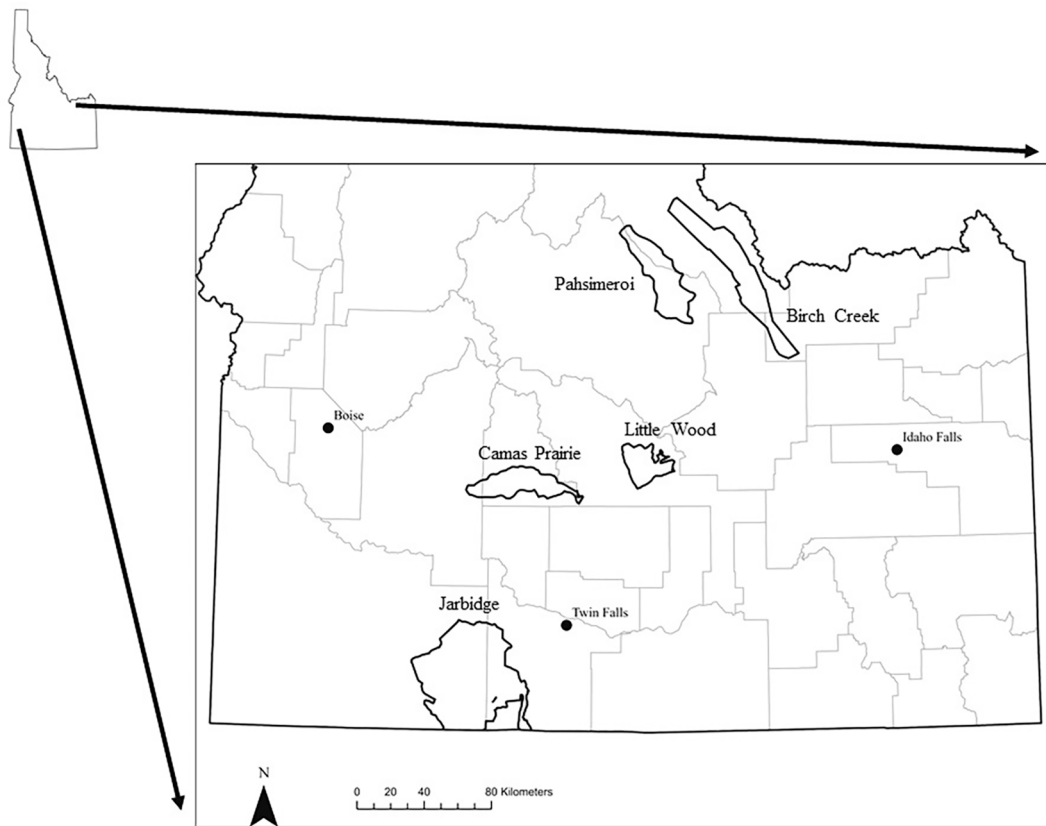 Pahsimeroi
Birch Creek
Boise
Little Wood
Idaho Falls
Camas Prairie
Jarbidge
Twin Falls
N
0 20 40 80 Kilometers